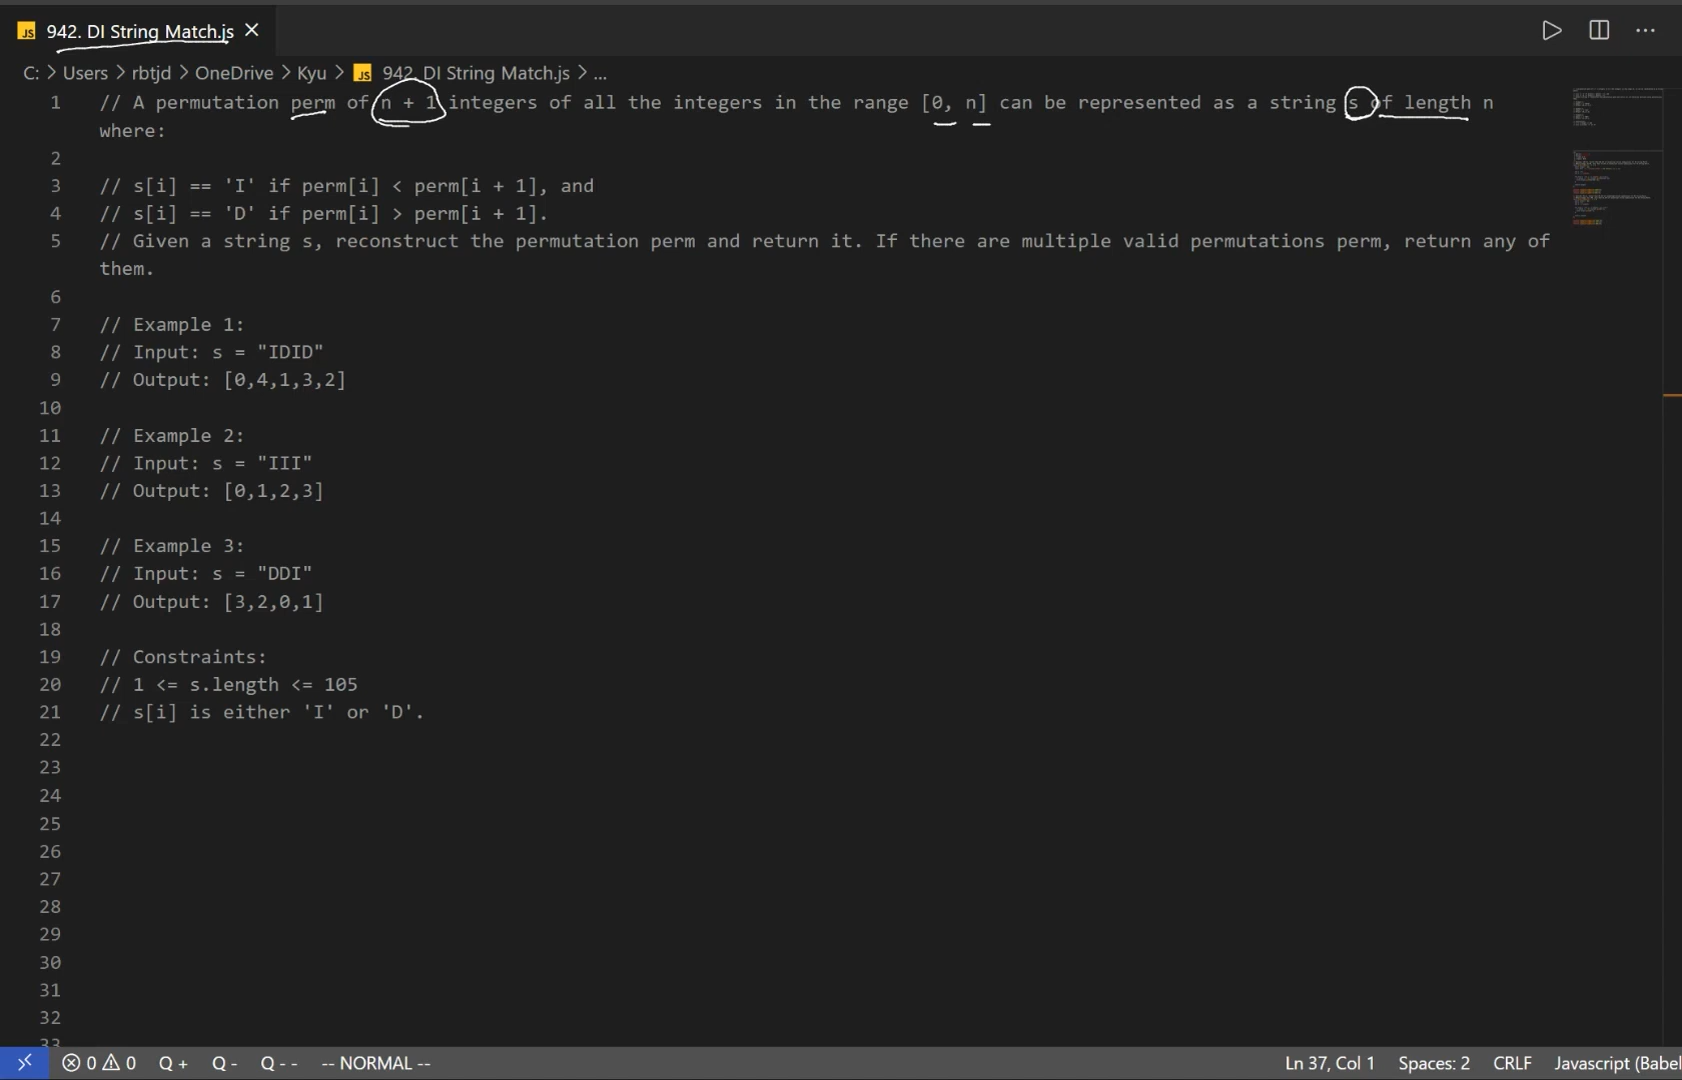 JS 942. DI String Match.js
C: > Users > rbtjd > OneDrive > Kyu > JS 942. DI String Match.js > ...
1 // A permutation perm of n + 1 integers of all the integers in the range [0, n] can be represented as a string s of length n
where:
2
3 // s[i] == 'I' if perm[i] < perm[i + 1], and
4 // s[i] == 'D' if perm[i] > perm[i + 1].
5 // Given a string s, reconstruct the permutation perm and return it. If there are multiple valid permutations perm, return any of
them.
6
7 // Example 1:
8 // Input: s = "IDID"
9 // Output: [0,4,1,3,2]
10
11 // Example 2:
12 // Input: s = "III"
13 // Output: [0,1,2,3]
14
15 // Example 3:
16 // Input: s = "DDI"
17 // Output: [3,2,0,1]
18
19 // Constraints:
20 // 1 <= s.length <= 105
21 // s[i] is either 'I' or 'D'.
22
23
24
25
26
27
28
29
30
31
32
33
0 0 Q + Q - Q - - -- NORMAL -- Ln 37, Col 1 Spaces: 2 CRLF Javascript (Babel